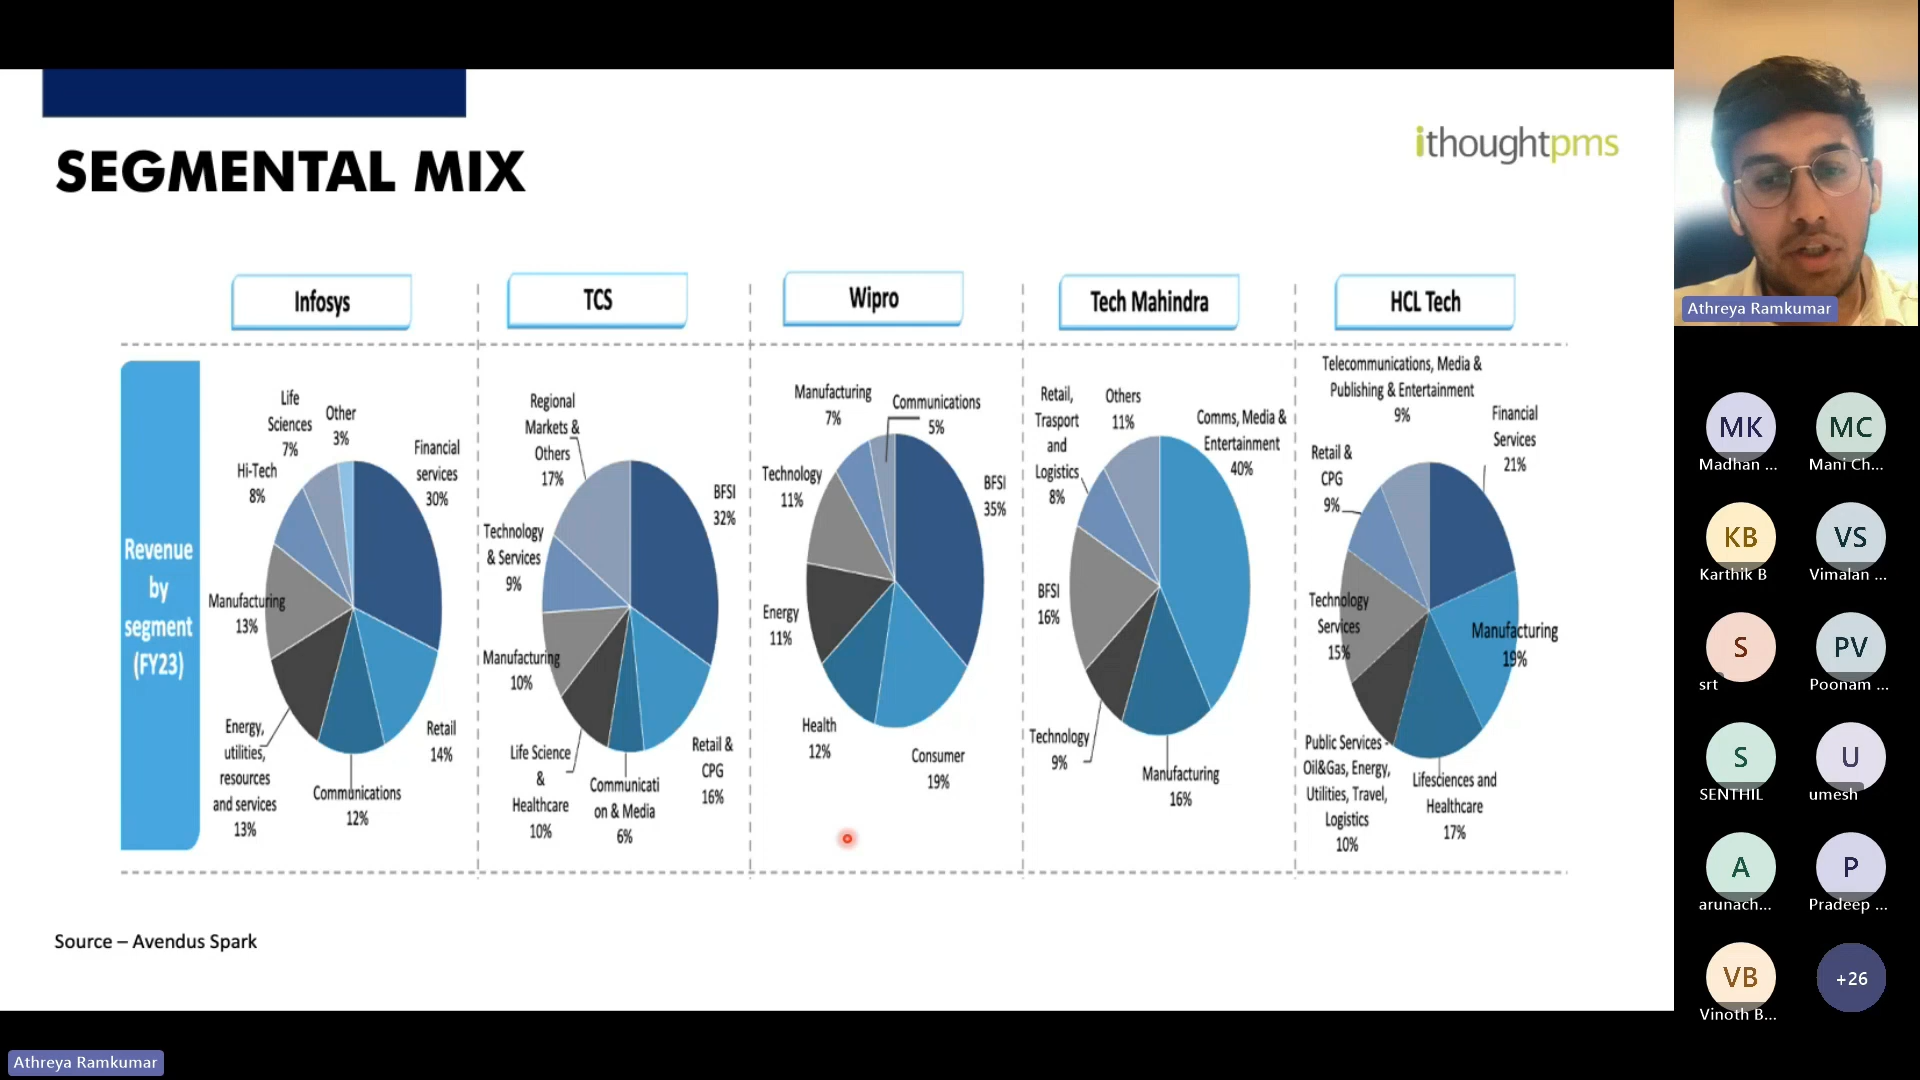 SEGMENTAL MIX
ithoughtpms
Infosys
TCS
Wipro
Tech Mahindra
HCL Tech
Revenue
by
segment
(FY23)
Life
Sciences
7%
Other
3%
Financial
services
30%
Hi-Tech
8%
Manufacturing
13%
Energy,
utilities,
resources
and services
13%
Communications
12%
Retail
14%
Regional
Markets &
Others
17%
BFSI
32%
Technology
& Services
9%
Manufacturing
10%
Life Science
&
Healthcare
10%
Communicati
on & Media
6%
Retail &
CPG
16%
Manufacturing
7%
Communications
5%
Technology
11%
BFSI
35%
Energy
11%
Health
12%
Consumer
19%
Retail,
Trasport
and
Logistics
8%
Others
11%
Comms, Media &
Entertainment
40%
BFSI
16%
Technology
9%
Manufacturing
16%
Telecommunications, Media &
Publishing & Entertainment
9%
Financial
Services
21%
Retail &
CPG
9%
Technology
Services
15%
Manufacturing
19%
Public Services -
Oil&Gas, Energy,
Utilities, Travel,
Logistics
10%
Lifesciences and
Healthcare
17%
Source – Avendus Spark
Athreya Ramkumar
Athreya Ramkumar
MK
Madhan ...
MC
Mani Ch...
KB
Karthik B
VS
Vimalan ...
S
srt
PV
Poonam ...
S
SENTHIL
U
umesh
A
arunach...
P
Pradeep ...
VB
Vinoth B...
+26